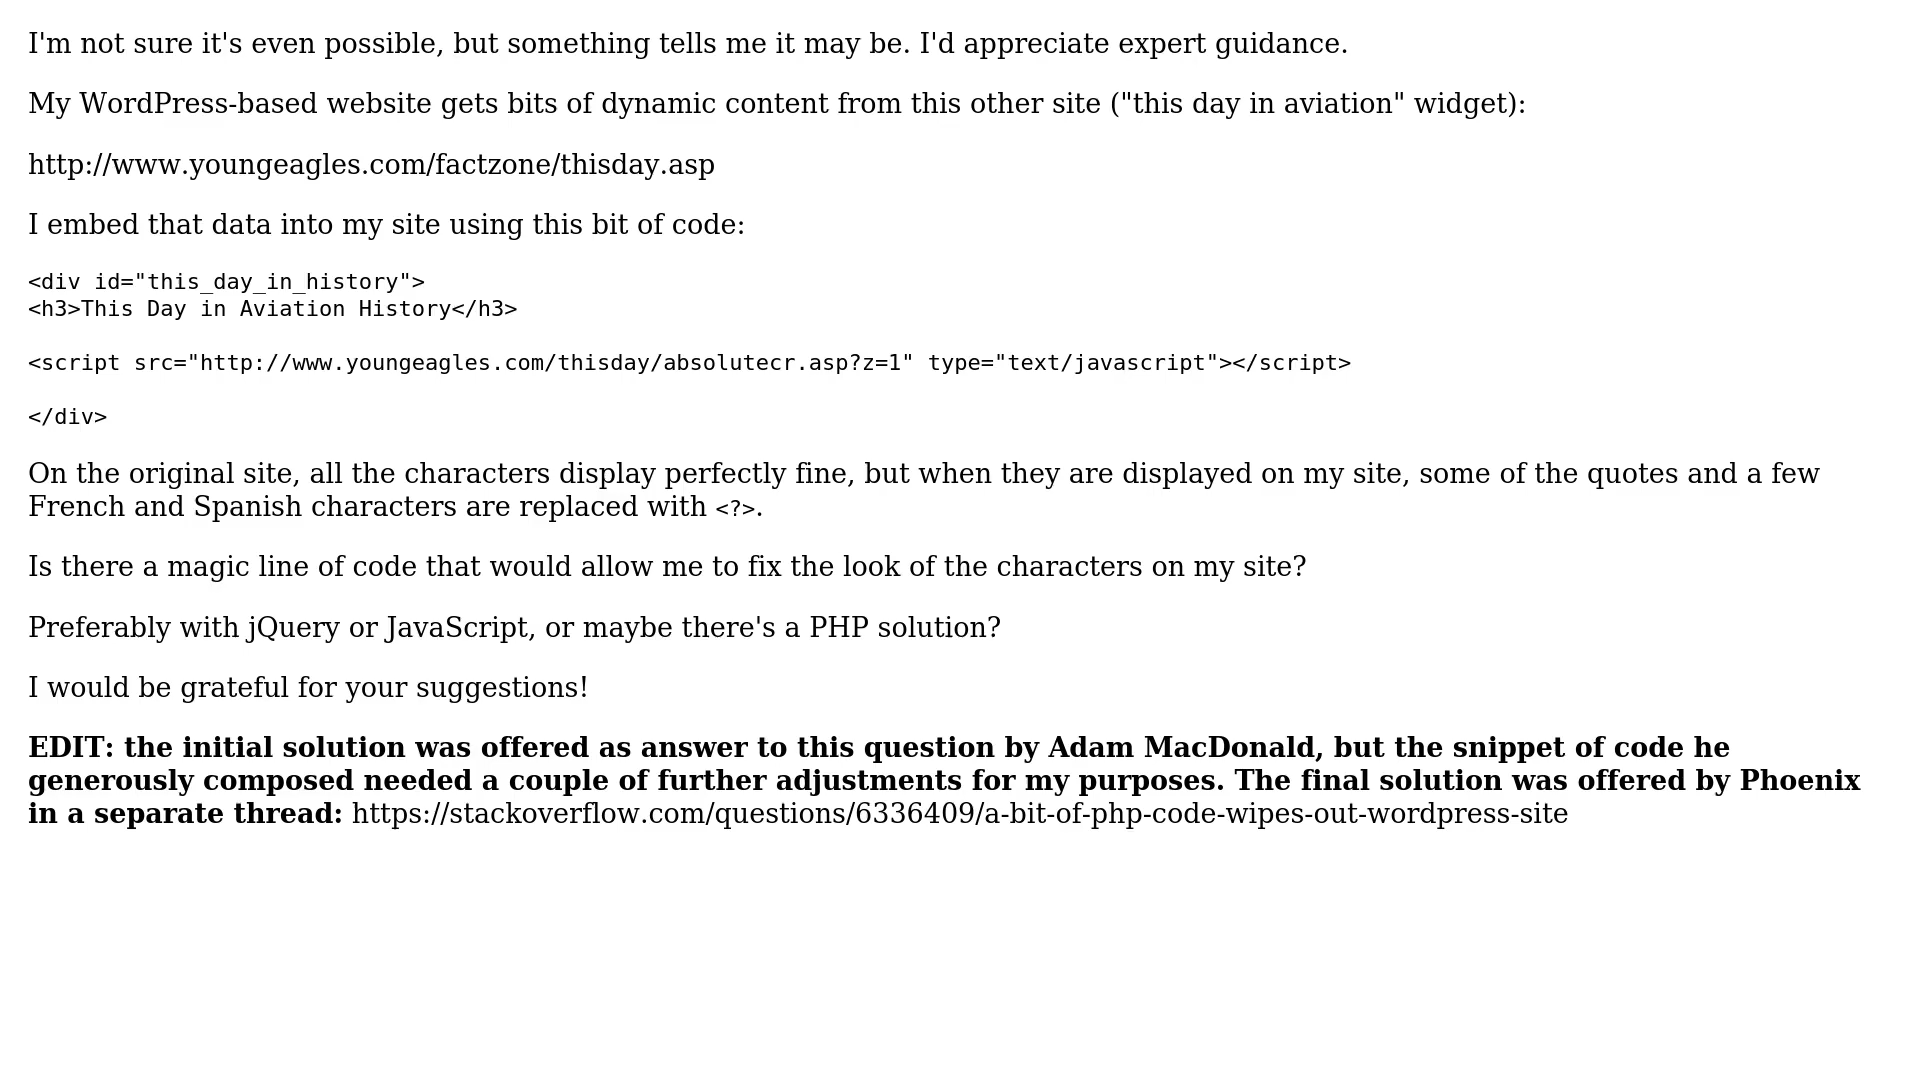 I'm not sure it's even possible, but something tells me it may be. I'd appreciate expert guidance.
My WordPress-based website gets bits of dynamic content from this other site ("this day in aviation" widget):
http://www.youngeagles.com/factzone/thisday.asp
I embed that data into my site using this bit of code:
<div id="this_day_in_history">
<h3>This Day in Aviation History</h3>
<script src="http://www.youngeagles.com/thisday/absolutecr.asp?z=1" type="text/javascript"></script>
</div>
On the original site, all the characters display perfectly fine, but when they are displayed on my site, some of the quotes and a few
French and Spanish characters are replaced with <?>.
Is there a magic line of code that would allow me to fix the look of the characters on my site?
Preferably with jQuery or JavaScript, or maybe there's a PHP solution?
I would be grateful for your suggestions!
EDIT: the initial solution was offered as answer to this question by Adam MacDonald, but the snippet of code he
generously composed needed a couple of further adjustments for my purposes. The final solution was offered by Phoenix
in a separate thread: https://stackoverflow.com/questions/6336409/a-bit-of-php-code-wipes-out-wordpress-site